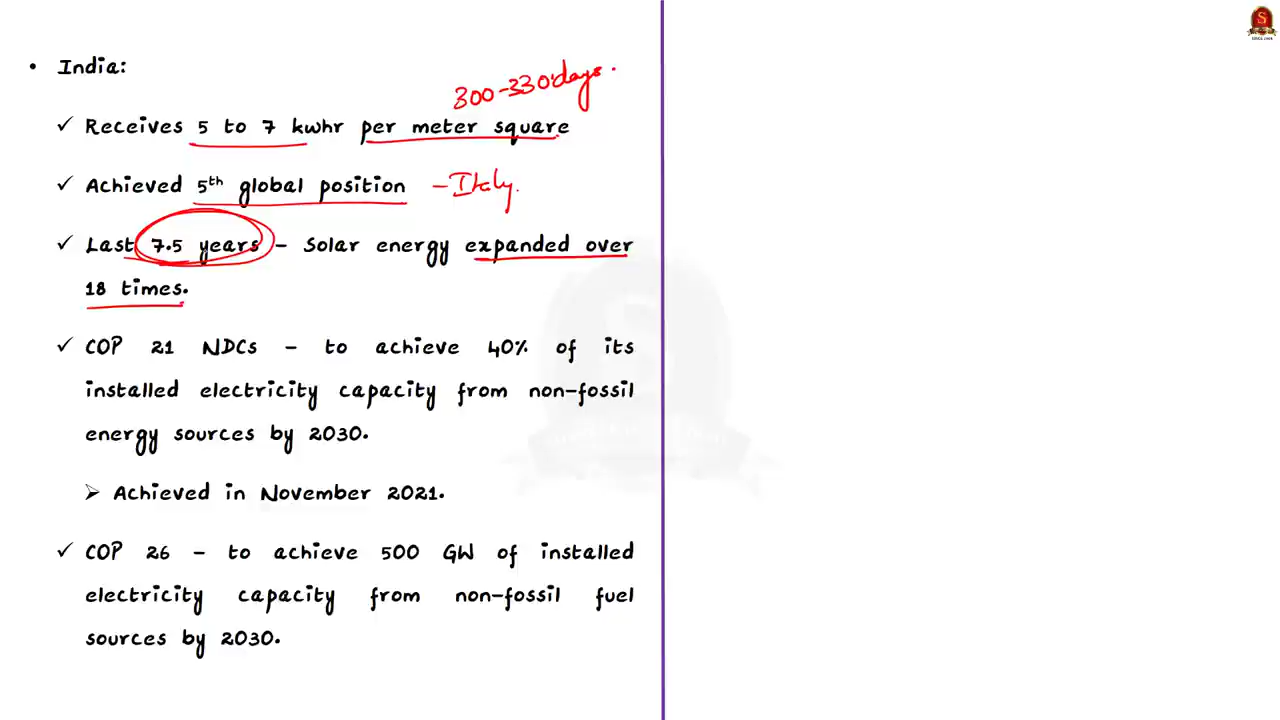 • India:
300-330 days.
✓ Receives 5 to 7 kwhr per meter square
✓ Achieved 5th global position - Italy.
✓ Last 7.5 years – Solar energy expanded over
18 times.
✓ COP 21 NDCs – to achieve 40% of its
installed electricity capacity from non-fossil
energy sources by 2030.
➢ Achieved in November 2021.
✓ COP 26 – to achieve 500 GW of installed
electricity capacity from non-fossil fuel
sources by 2030.